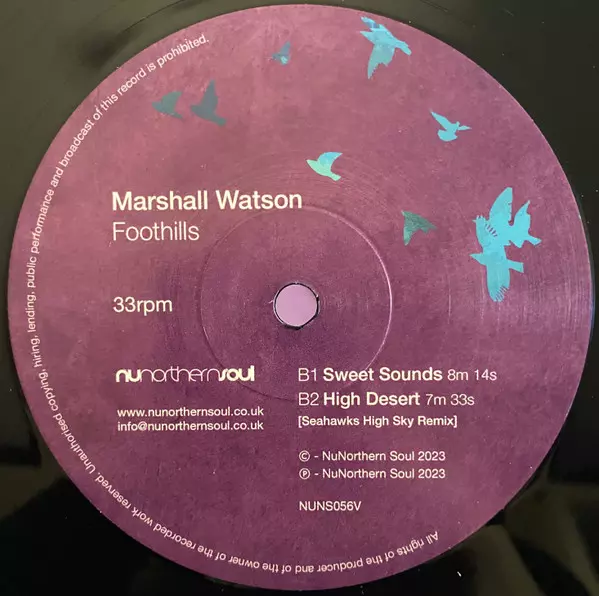 Marshall Watson
Foothills
33rpm
nunorthernsoul
www.nunorthernsoul.co.uk
info@nunorthernsoul.co.uk
B1 Sweet Sounds 8m 14s
B2 High Desert 7m 33s
[Seahawks High Sky Remix]
© - NuNorthern Soul 2023
℗ - NuNorthern Soul 2023
NUNS056V
All rights of the producer and of the owner of the recorded work reserved. Unauthorised copying, hiring, lending, public performance and broadcast of this record is prohibited.